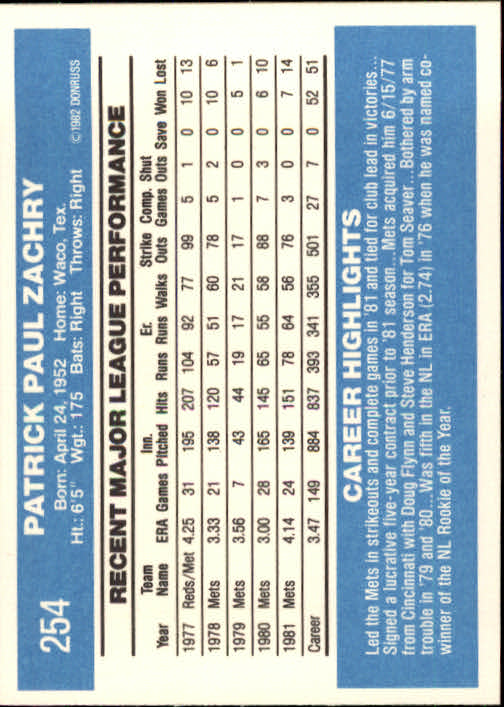 254
PATRICK PAUL ZACHRY
Born: April 24, 1952 Home: Waco, Tex.
Ht.: 6'5" Wgt.: 175 Bats: Right Throws: Right
©1982 DONRUSS
RECENT MAJOR LEAGUE PERFORMANCE
Team Inn. Er. Strike Comp. Shut
Year Name ERA Games Pitched Hits Runs Runs Walks Outs Games Outs Save Won Lost
1977 Reds/Met 4.25 31 195 207 104 92 77 99 5 1 0 10 13
1978 Mets 3.33 21 138 120 57 51 60 78 5 2 0 10 6
1979 Mets 3.56 7 43 44 19 17 21 17 1 0 0 5 1
1980 Mets 3.00 28 165 145 65 55 58 88 7 3 0 6 10
1981 Mets 4.14 24 139 151 78 64 56 76 3 0 0 7 14
Career 3.47 149 884 837 393 341 355 501 27 7 0 52 51
CAREER HIGHLIGHTS
Led the Mets in strikeouts and complete games in '81 and tied for club lead in victories...
Signed a lucrative five-year contract prior to '81 season...Mets acquired him 6/15/77
from Cincinnati with Doug Flynn and Steve Henderson for Tom Seaver...Bothered by arm
trouble in '79 and '80...Was fifth in the NL in ERA (2.74) in '76 when he was named co-
winner of the NL Rookie of the Year.